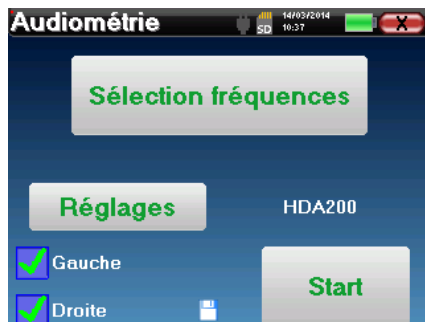 Audiométrie
SD
14/03/2014
10:37
X
Sélection fréquences
Réglages
HDA200
Gauche
Start
Droite